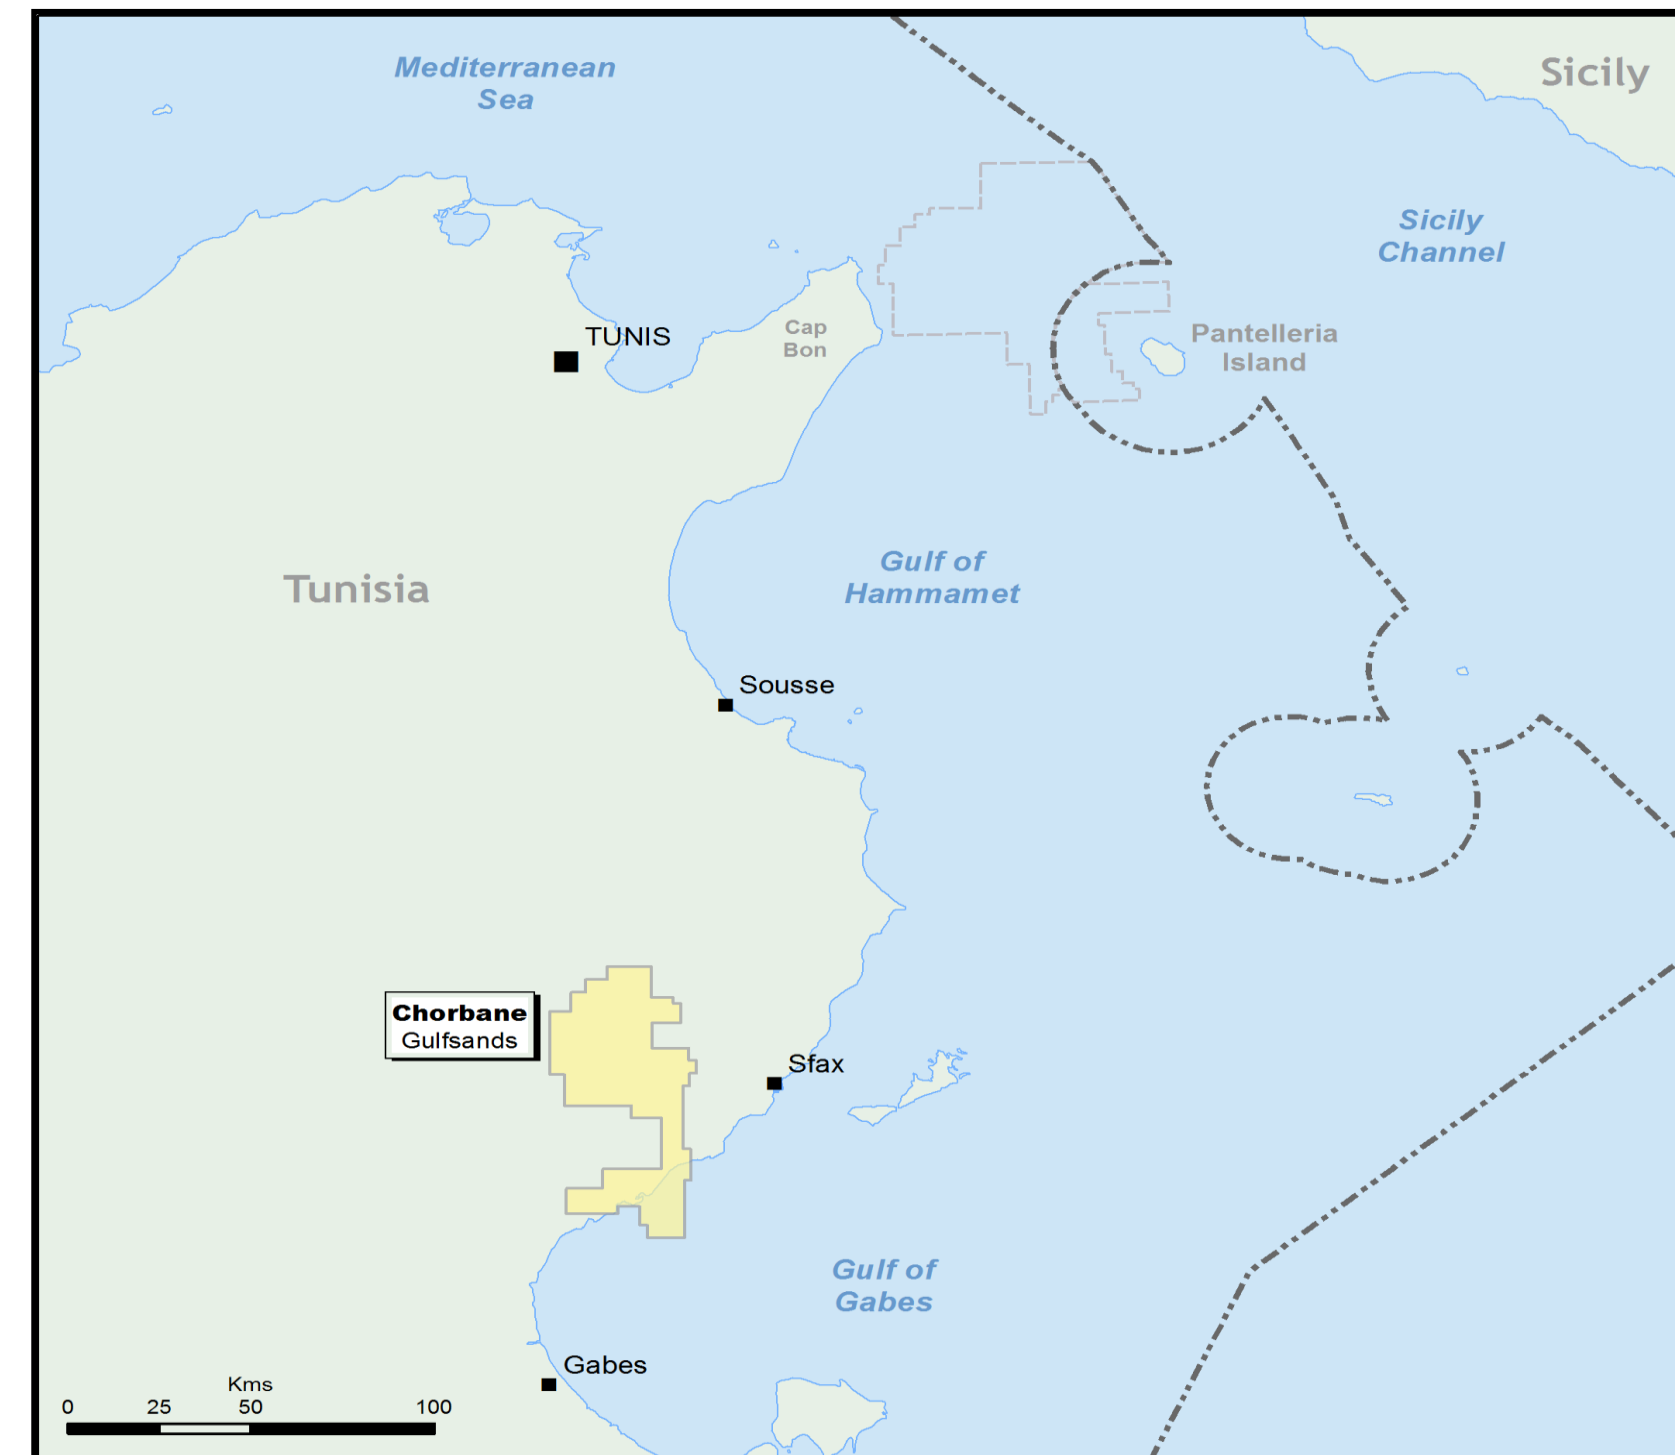 Mediterranean
Sea
Sicily
Sicily
Channel
TUNIS
Cap
Bon
Pantelleria
Island
Gulf of
Hammamet
Tunisia
Sousse
Chorbane
Gulfsands
Sfax
Gulf of
Gabes
Gabes
Kms
0 25 50 100